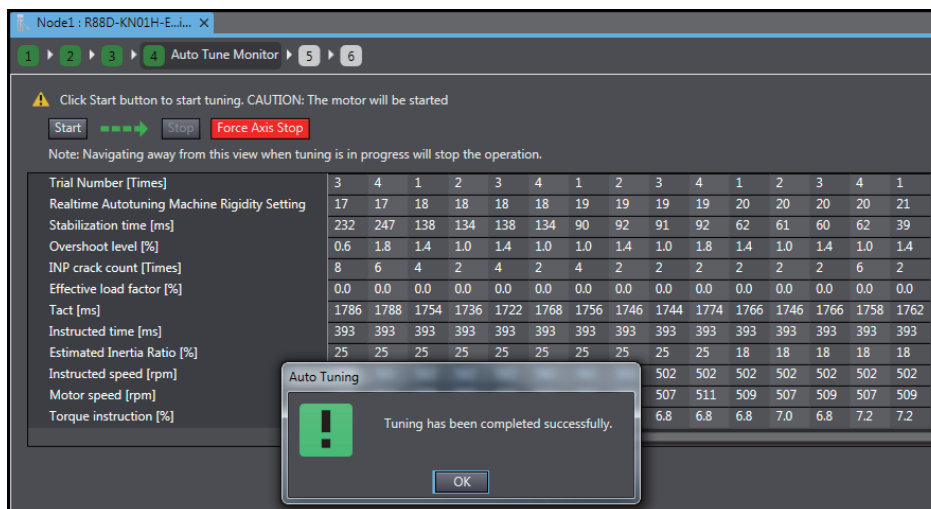 Node1 : R88D-KN01H-E...i... ×
1 2 3 4 Auto Tune Monitor 5 6
Click Start button to start tuning. CAUTION: The motor will be started
Start Stop Force Axis Stop
Note: Navigating away from this view when tuning is in progress will stop the operation.
Trial Number [Times] 3 4 1 2 3 4 1 2 3 4 1 2 3 4 1
Realtime Autotuning Machine Rigidity Setting 17 17 18 18 18 18 19 19 19 19 20 20 20 20 21
Stabilization time [ms] 232 247 138 134 138 134 90 92 91 92 62 61 60 62 39
Overshoot level [%] 0.6 1.8 1.4 1.0 1.4 1.0 1.0 1.4 1.0 1.8 1.4 1.0 1.4 1.0 1.4
INP crack count [Times] 8 6 4 2 4 2 4 2 2 2 2 2 2 6 2
Effective load factor [%] 0.0 0.0 0.0 0.0 0.0 0.0 0.0 0.0 0.0 0.0 0.0 0.0 0.0 0.0 0.0
Tact [ms] 1786 1788 1754 1736 1722 1768 1756 1746 1744 1774 1766 1746 1766 1758 1762
Instructed time [ms] 393 393 393 393 393 393 393 393 393 393 393 393 393 393 393
Estimated Inertia Ratio [%] 25 25 25 25 25 25 25 25 25 25 18 18 18 18 18
Instructed speed [rpm] 502 502 502 502 502 502 502
Motor speed [rpm] 507 511 509 507 509 507 509
Torque instruction [%] 6.8 6.8 6.8 7.0 6.8 7.2 7.2
Auto Tuning
Tuning has been completed successfully.
OK